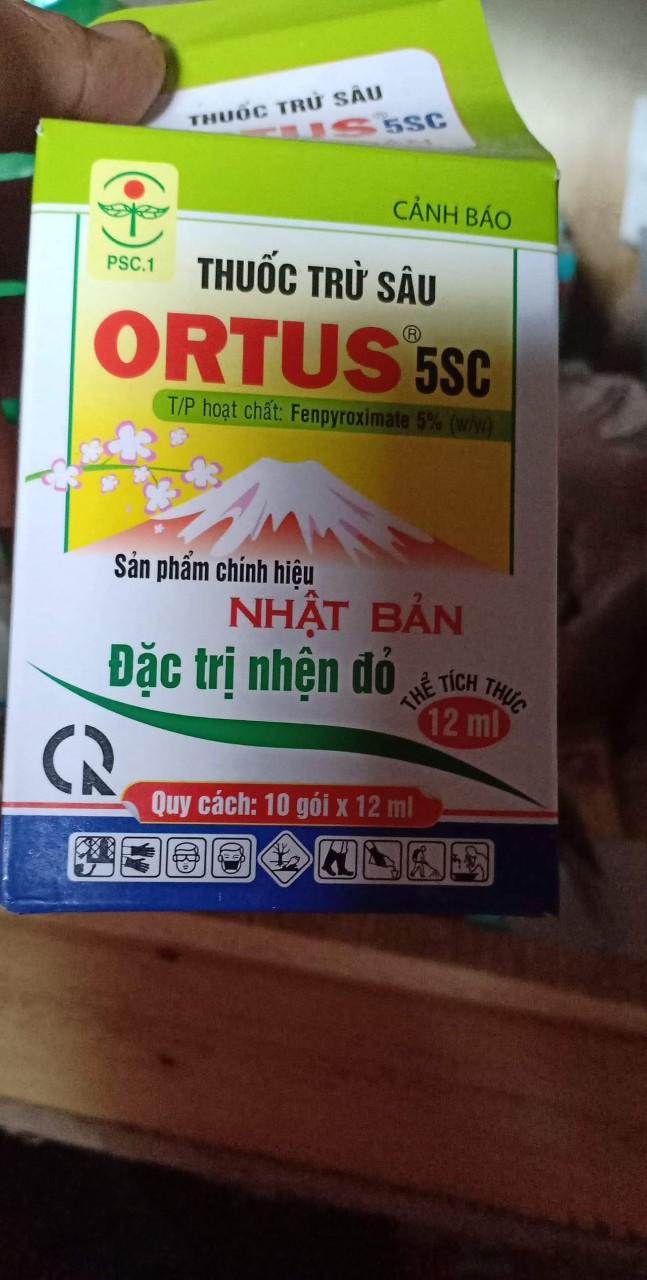 THUỐC TRỪ SÂU
ORTUS 5SC
CẢNH BÁO
PSC.1
THUỐC TRỪ SÂU
ORTUS® 5SC
T/P hoạt chất: Fenpyroximate 5% (w/w)
Sản phẩm chính hiệu
NHẬT BẢN
Đặc trị nhện đỏ
THỂ TÍCH THỰC
12 ml
Quy cách: 10 gói x 12 ml